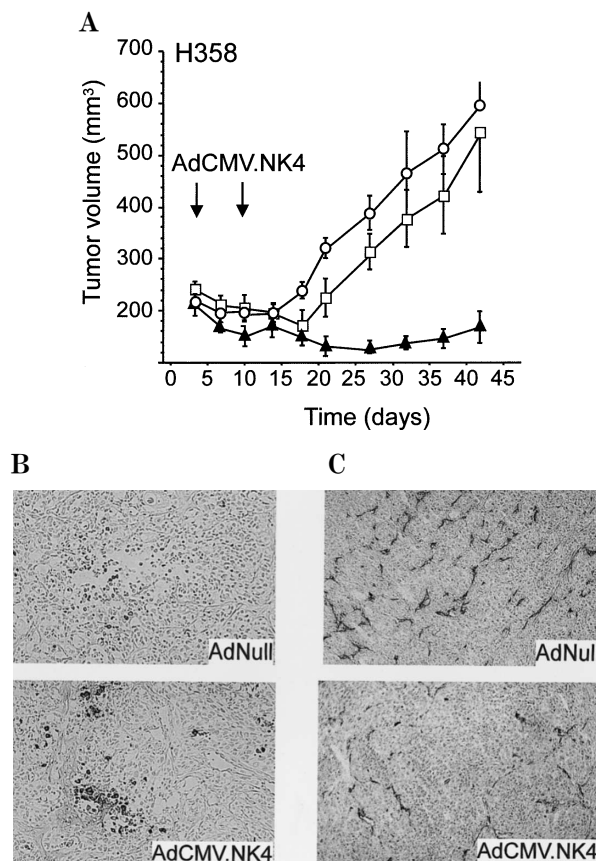 A
H358
Tumor volume (mm³)
700
600
500
400
300
200
AdCMV.NK4
0 5 10 15 20 25 30 35 40 45
Time (days)
B
C
AdNull
AdNul
AdCMV.NK4
AdCMV.NK4